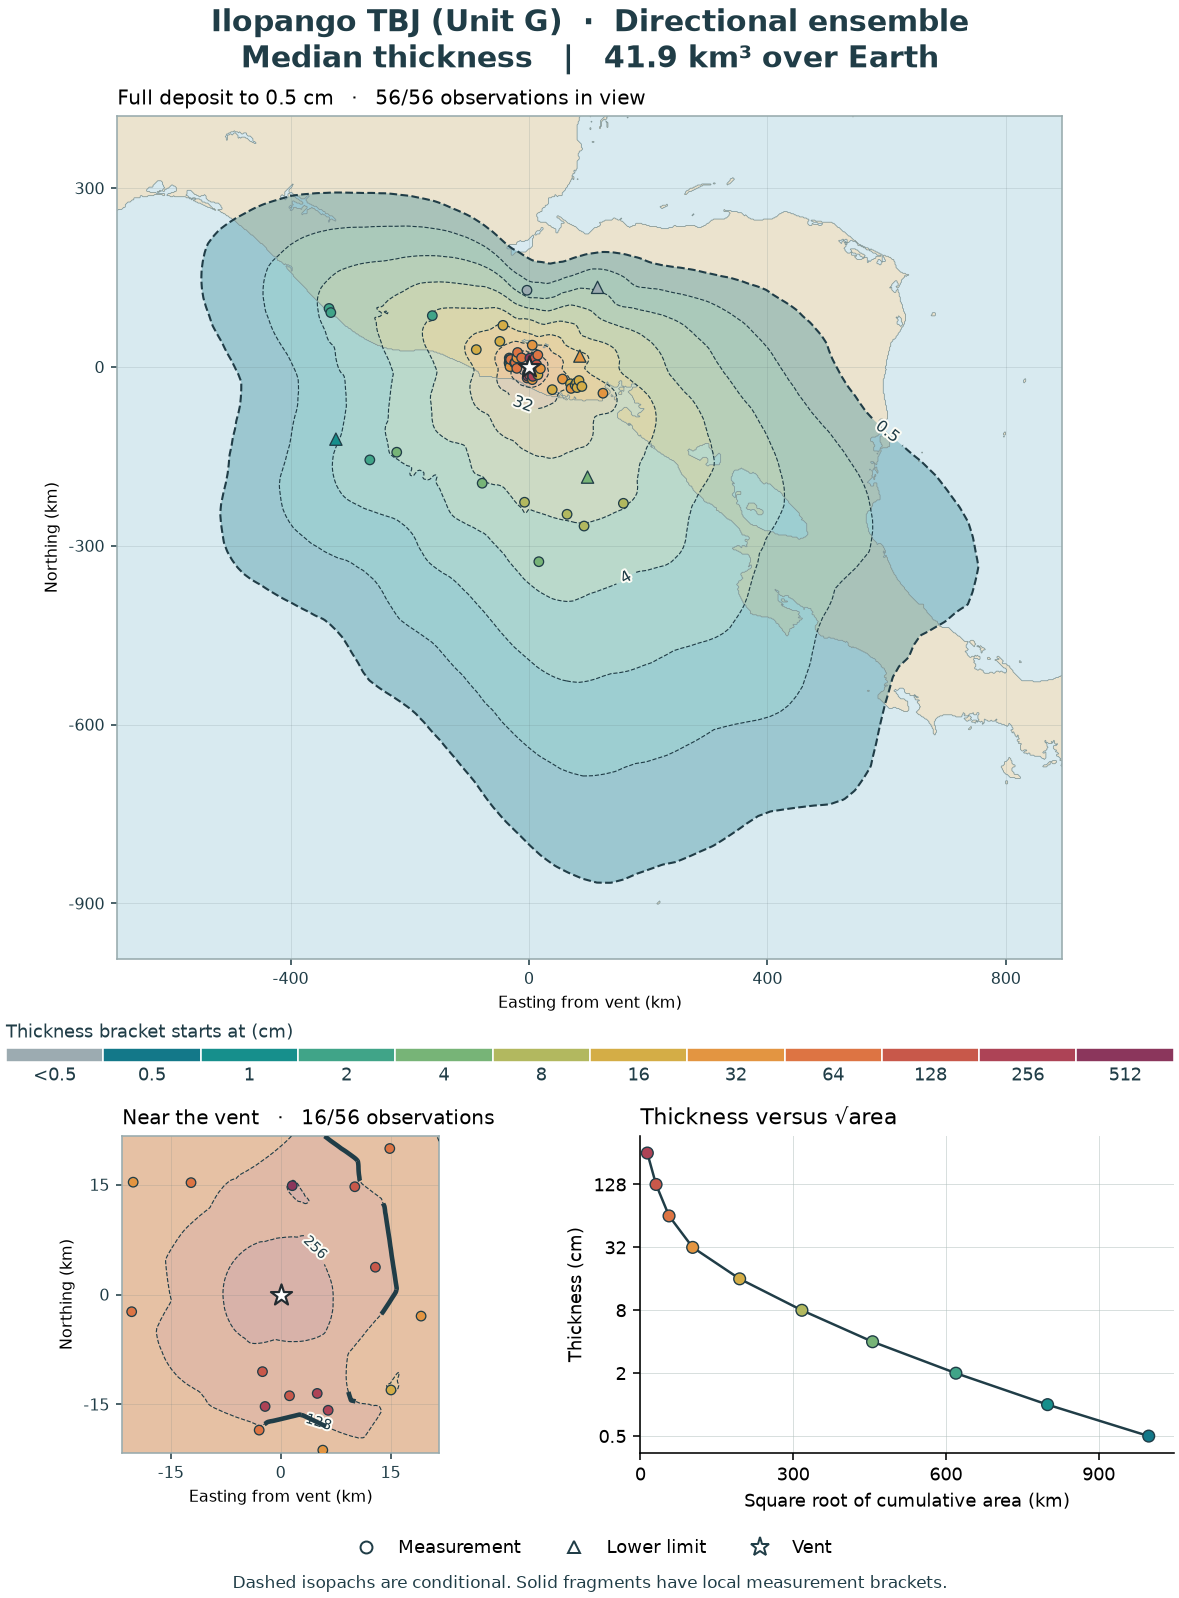 Ilopango TBJ (Unit G)  ·  Directional ensemble
Median thickness   |   41.9 km³ over Earth
Full deposit to 0.5 cm   ·   56/56 observations in view
300
0
-300
-600
-900
Northing (km)
32
4
0.5
-400
0
400
800
Easting from vent (km)
Thickness bracket starts at (cm)
<0.5
0.5
1
2
4
8
16
32
64
128
256
512
Near the vent   ·   16/56 observations
15
0
-15
Northing (km)
256
128
-15
0
15
Easting from vent (km)
Thickness versus √area
128
32
8
2
0.5
Thickness (cm)
0
300
600
900
Square root of cumulative area (km)
Measurement
Lower limit
Vent
Dashed isopachs are conditional. Solid fragments have local measurement brackets.